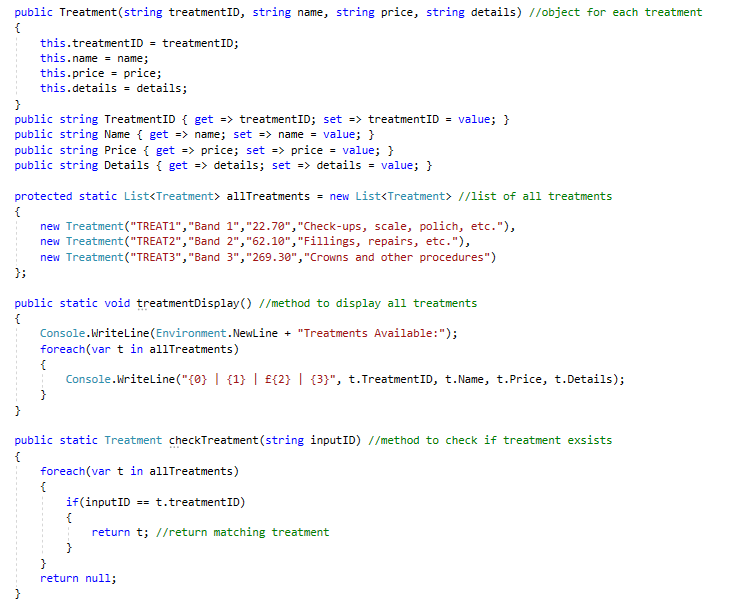 public Treatment(string treatmentID, string name, string price, string details) //object for each treatment
{
this.treatmentID = treatmentID;
this.name = name;
this.price = price;
this.details = details;
}
public string TreatmentID { get => treatmentID; set => treatmentID = value; }
public string Name { get => name; set => name = value; }
public string Price { get => price; set => price = value; }
public string Details { get => details; set => details = value; }
protected static List<Treatment> allTreatments = new List<Treatment> //list of all treatments
{
new Treatment("TREAT1","Band 1","22.70","Check-ups, scale, polich, etc."),
new Treatment("TREAT2","Band 2","62.10","Fillings, repairs, etc."),
new Treatment("TREAT3","Band 3","269.30","Crowns and other procedures")
};
public static void treatmentDisplay() //method to display all treatments
{
Console.WriteLine(Environment.NewLine + "Treatments Available:");
foreach(var t in allTreatments)
{
Console.WriteLine("{0} | {1} | £{2} | {3}", t.TreatmentID, t.Name, t.Price, t.Details);
}
}
public static Treatment checkTreatment(string inputID) //method to check if treatment exsists
{
foreach(var t in allTreatments)
{
if(inputID == t.treatmentID)
{
return t; //return matching treatment
}
}
return null;
}